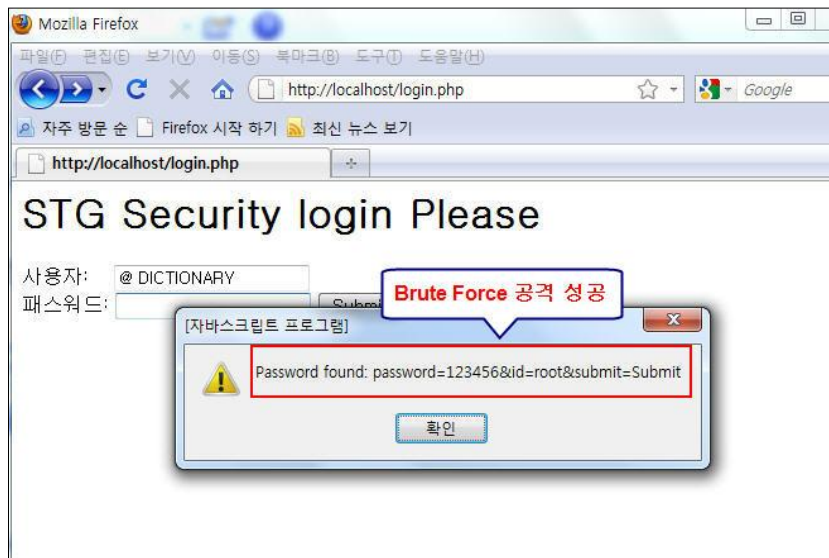 Mozilla Firefox
파일(F) 편집(E) 보기(V) 이동(S) 북마크(B) 도구(T) 도움말(H)
http://localhost/login.php
Google
자주 방문 순 Firefox 시작 하기 최신 뉴스 보기
http://localhost/login.php
STG Security login Please
사용자: @ DICTIONARY
패스워드:
Brute Force 공격 성공
[자바스크립트 프로그램]
Password found: password=123456&id=root&submit=Submit
확인